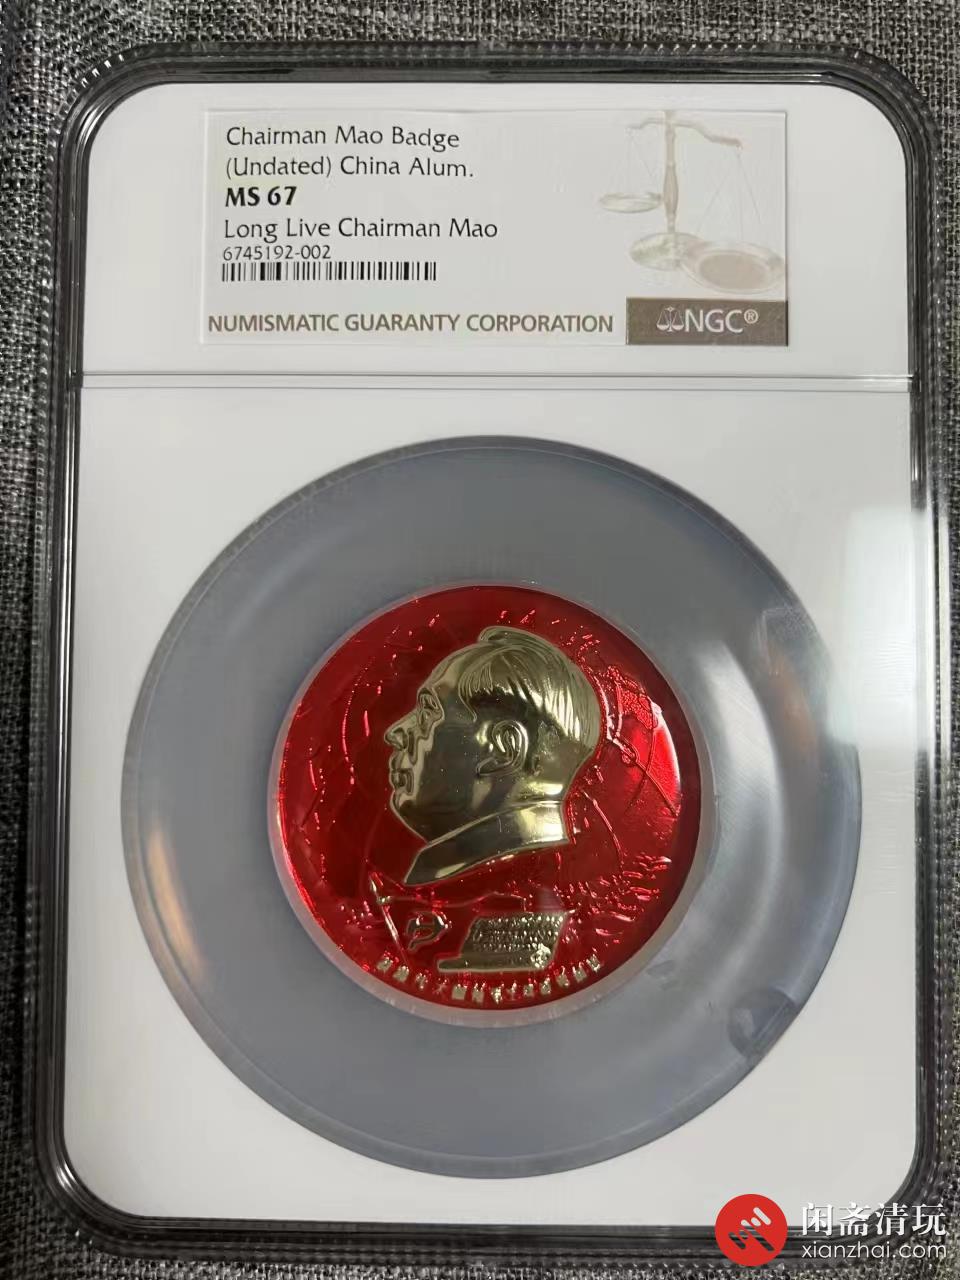 Chairman Mao Badge
(Undated) China Alum.
MS 67
Long Live Chairman Mao
6745192-002
NUMISMATIC GUARANTY CORPORATION
NGC®
闲斋清玩
xianzhai.com